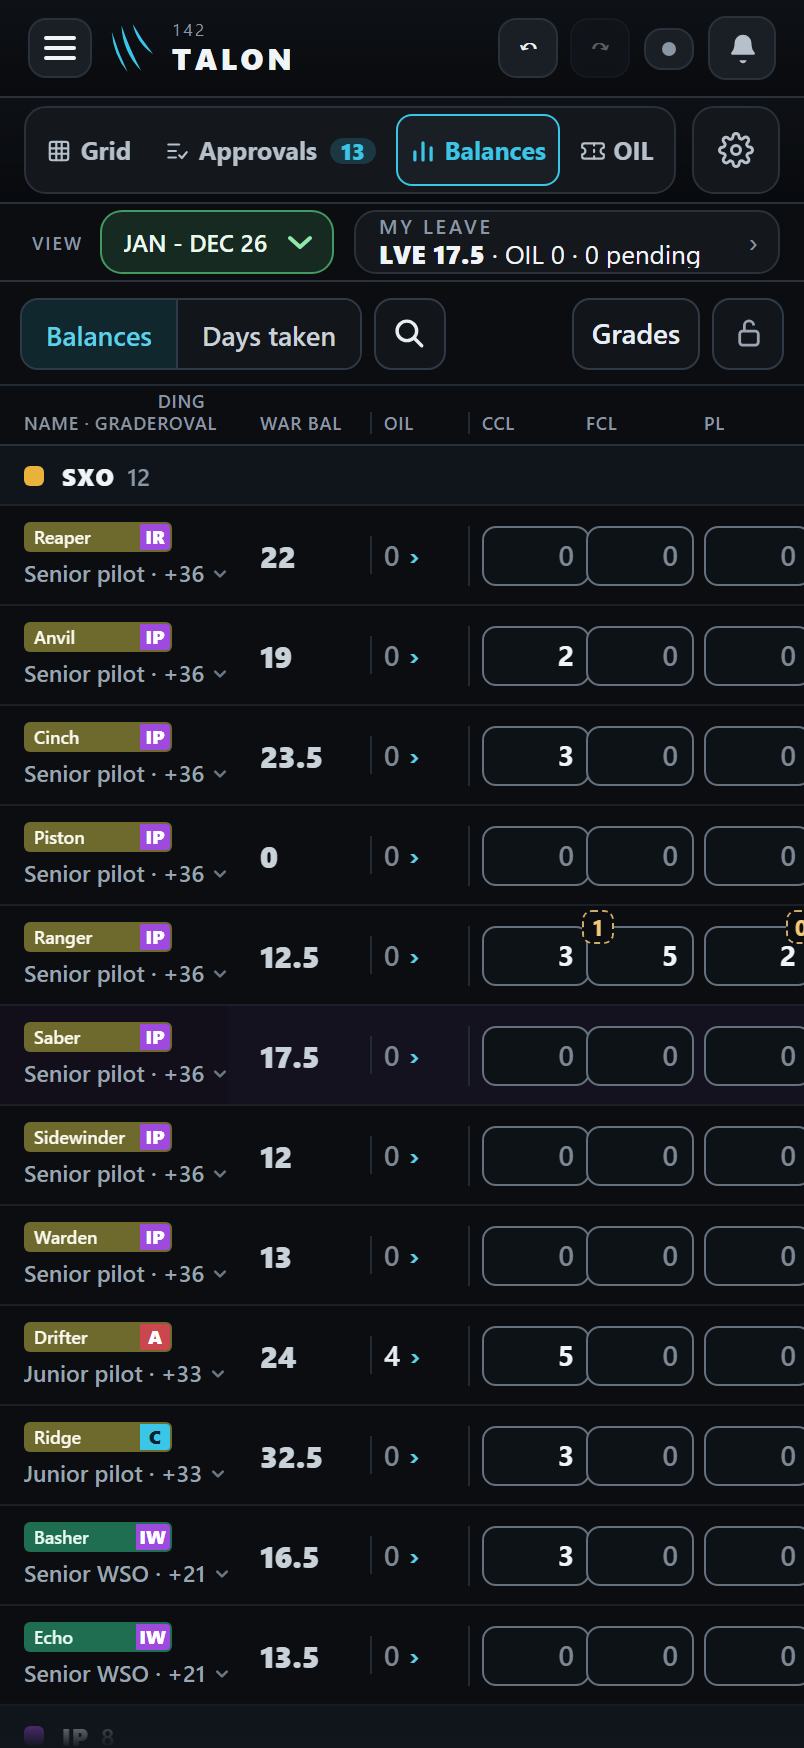 142
TALON
Grid Approvals 13 Balances OIL
VIEW JAN - DEC 26
MY LEAVE
LVE 17.5 · OIL 0 · 0 pending
Balances Days taken Grades
DING
NAME · GRADEROVAL WAR BAL OIL CCL FCL PL
SXO 12
Reaper IR
Senior pilot · +36 22 0 0 0 0
Anvil IP
Senior pilot · +36 19 0 2 0 0
Cinch IP
Senior pilot · +36 23.5 0 3 0 0
Piston IP
Senior pilot · +36 0 0 0 0 0
1 0
Ranger IP
Senior pilot · +36 12.5 0 3 5 2
Saber IP
Senior pilot · +36 17.5 0 0 0 0
Sidewinder IP
Senior pilot · +36 12 0 0 0 0
Warden IP
Senior pilot · +36 13 0 0 0 0
Drifter A
Junior pilot · +33 24 4 5 0 0
Ridge C
Junior pilot · +33 32.5 0 3 0 0
Basher IW
Senior WSO · +21 16.5 0 3 0 0
Echo IW
Senior WSO · +21 13.5 0 0 0 0
IP 8